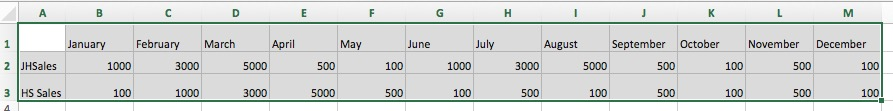 A B C D E F G H I J K L M
1 January February March April May June July August September October November December
2 JHSales 1000 3000 5000 500 100 1000 3000 5000 500 100 500 100
3 HS Sales 100 1000 3000 5000 500 100 500 100 500 100 500 100
4